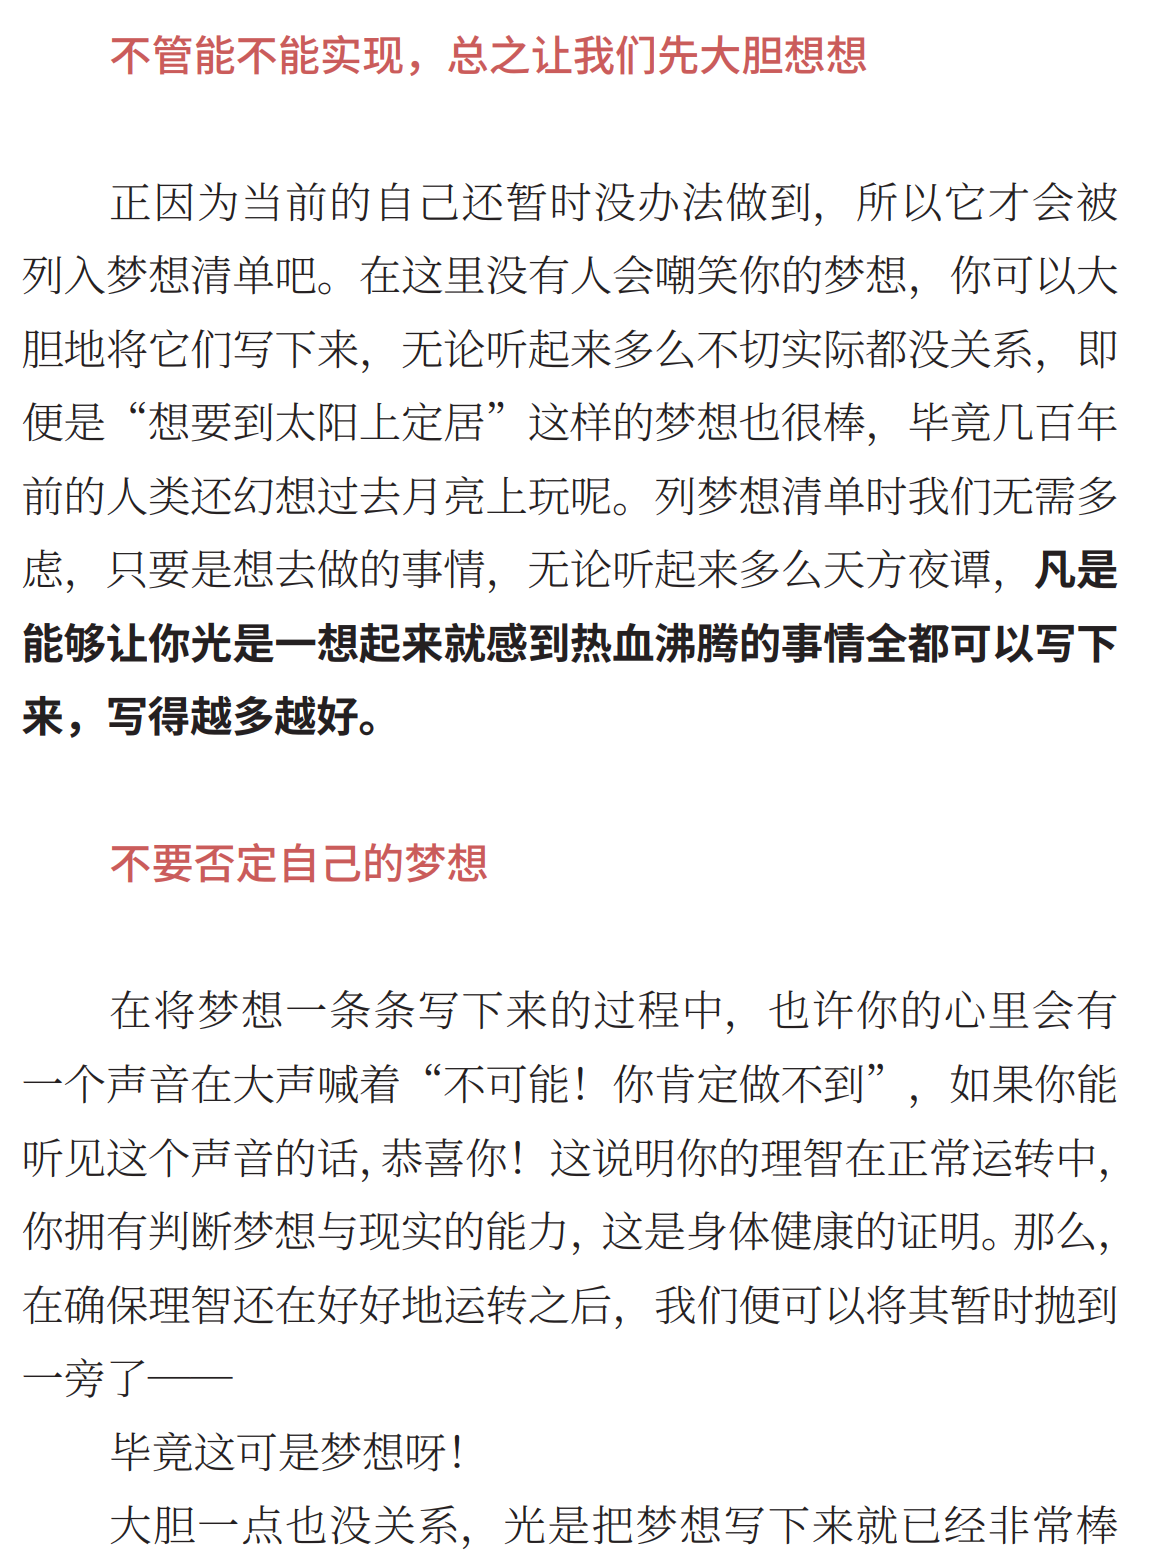 不管能不能实现，总之让我们先大胆想想
正因为当前的自己还暂时没办法做到，所以它才会被
列入梦想清单吧。在这里没有人会嘲笑你的梦想，你可以大
胆地将它们写下来，无论听起来多么不切实际都没关系，即
便是“想要到太阳上定居”这样的梦想也很棒，毕竟几百年
前的人类还幻想过去月亮上玩呢。列梦想清单时我们无需多
虑，只要是想去做的事情，无论听起来多么天方夜谭，凡是
能够让你光是一想起来就感到热血沸腾的事情全都可以写下
来，写得越多越好。
不要否定自己的梦想
在将梦想一条条写下来的过程中，也许你的心里会有
一个声音在大声喊着“不可能！你肯定做不到”，如果你能
听见这个声音的话，恭喜你！这说明你的理智在正常运转中，
你拥有判断梦想与现实的能力，这是身体健康的证明。那么，
在确保理智还在好好地运转之后，我们便可以将其暂时抛到
一旁了——
毕竟这可是梦想呀！
大胆一点也没关系，光是把梦想写下来就已经非常棒